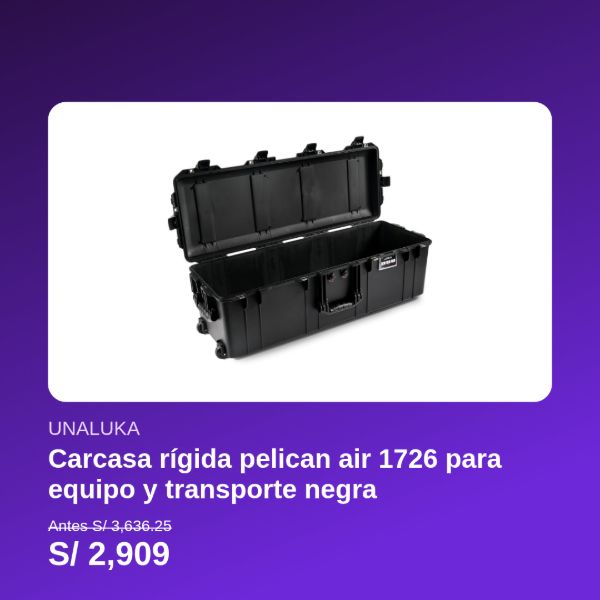 UNALUKA
Carcasa rígida pelican air 1726 para
equipo y transporte negra
Antes S/ 3,636.25
S/ 2,909